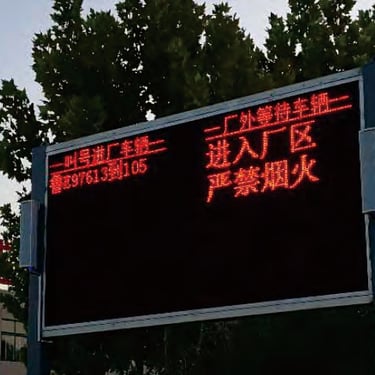 叫号进厂车辆
鲁E97613到105
厂外等待车辆
进入厂区
严禁烟火